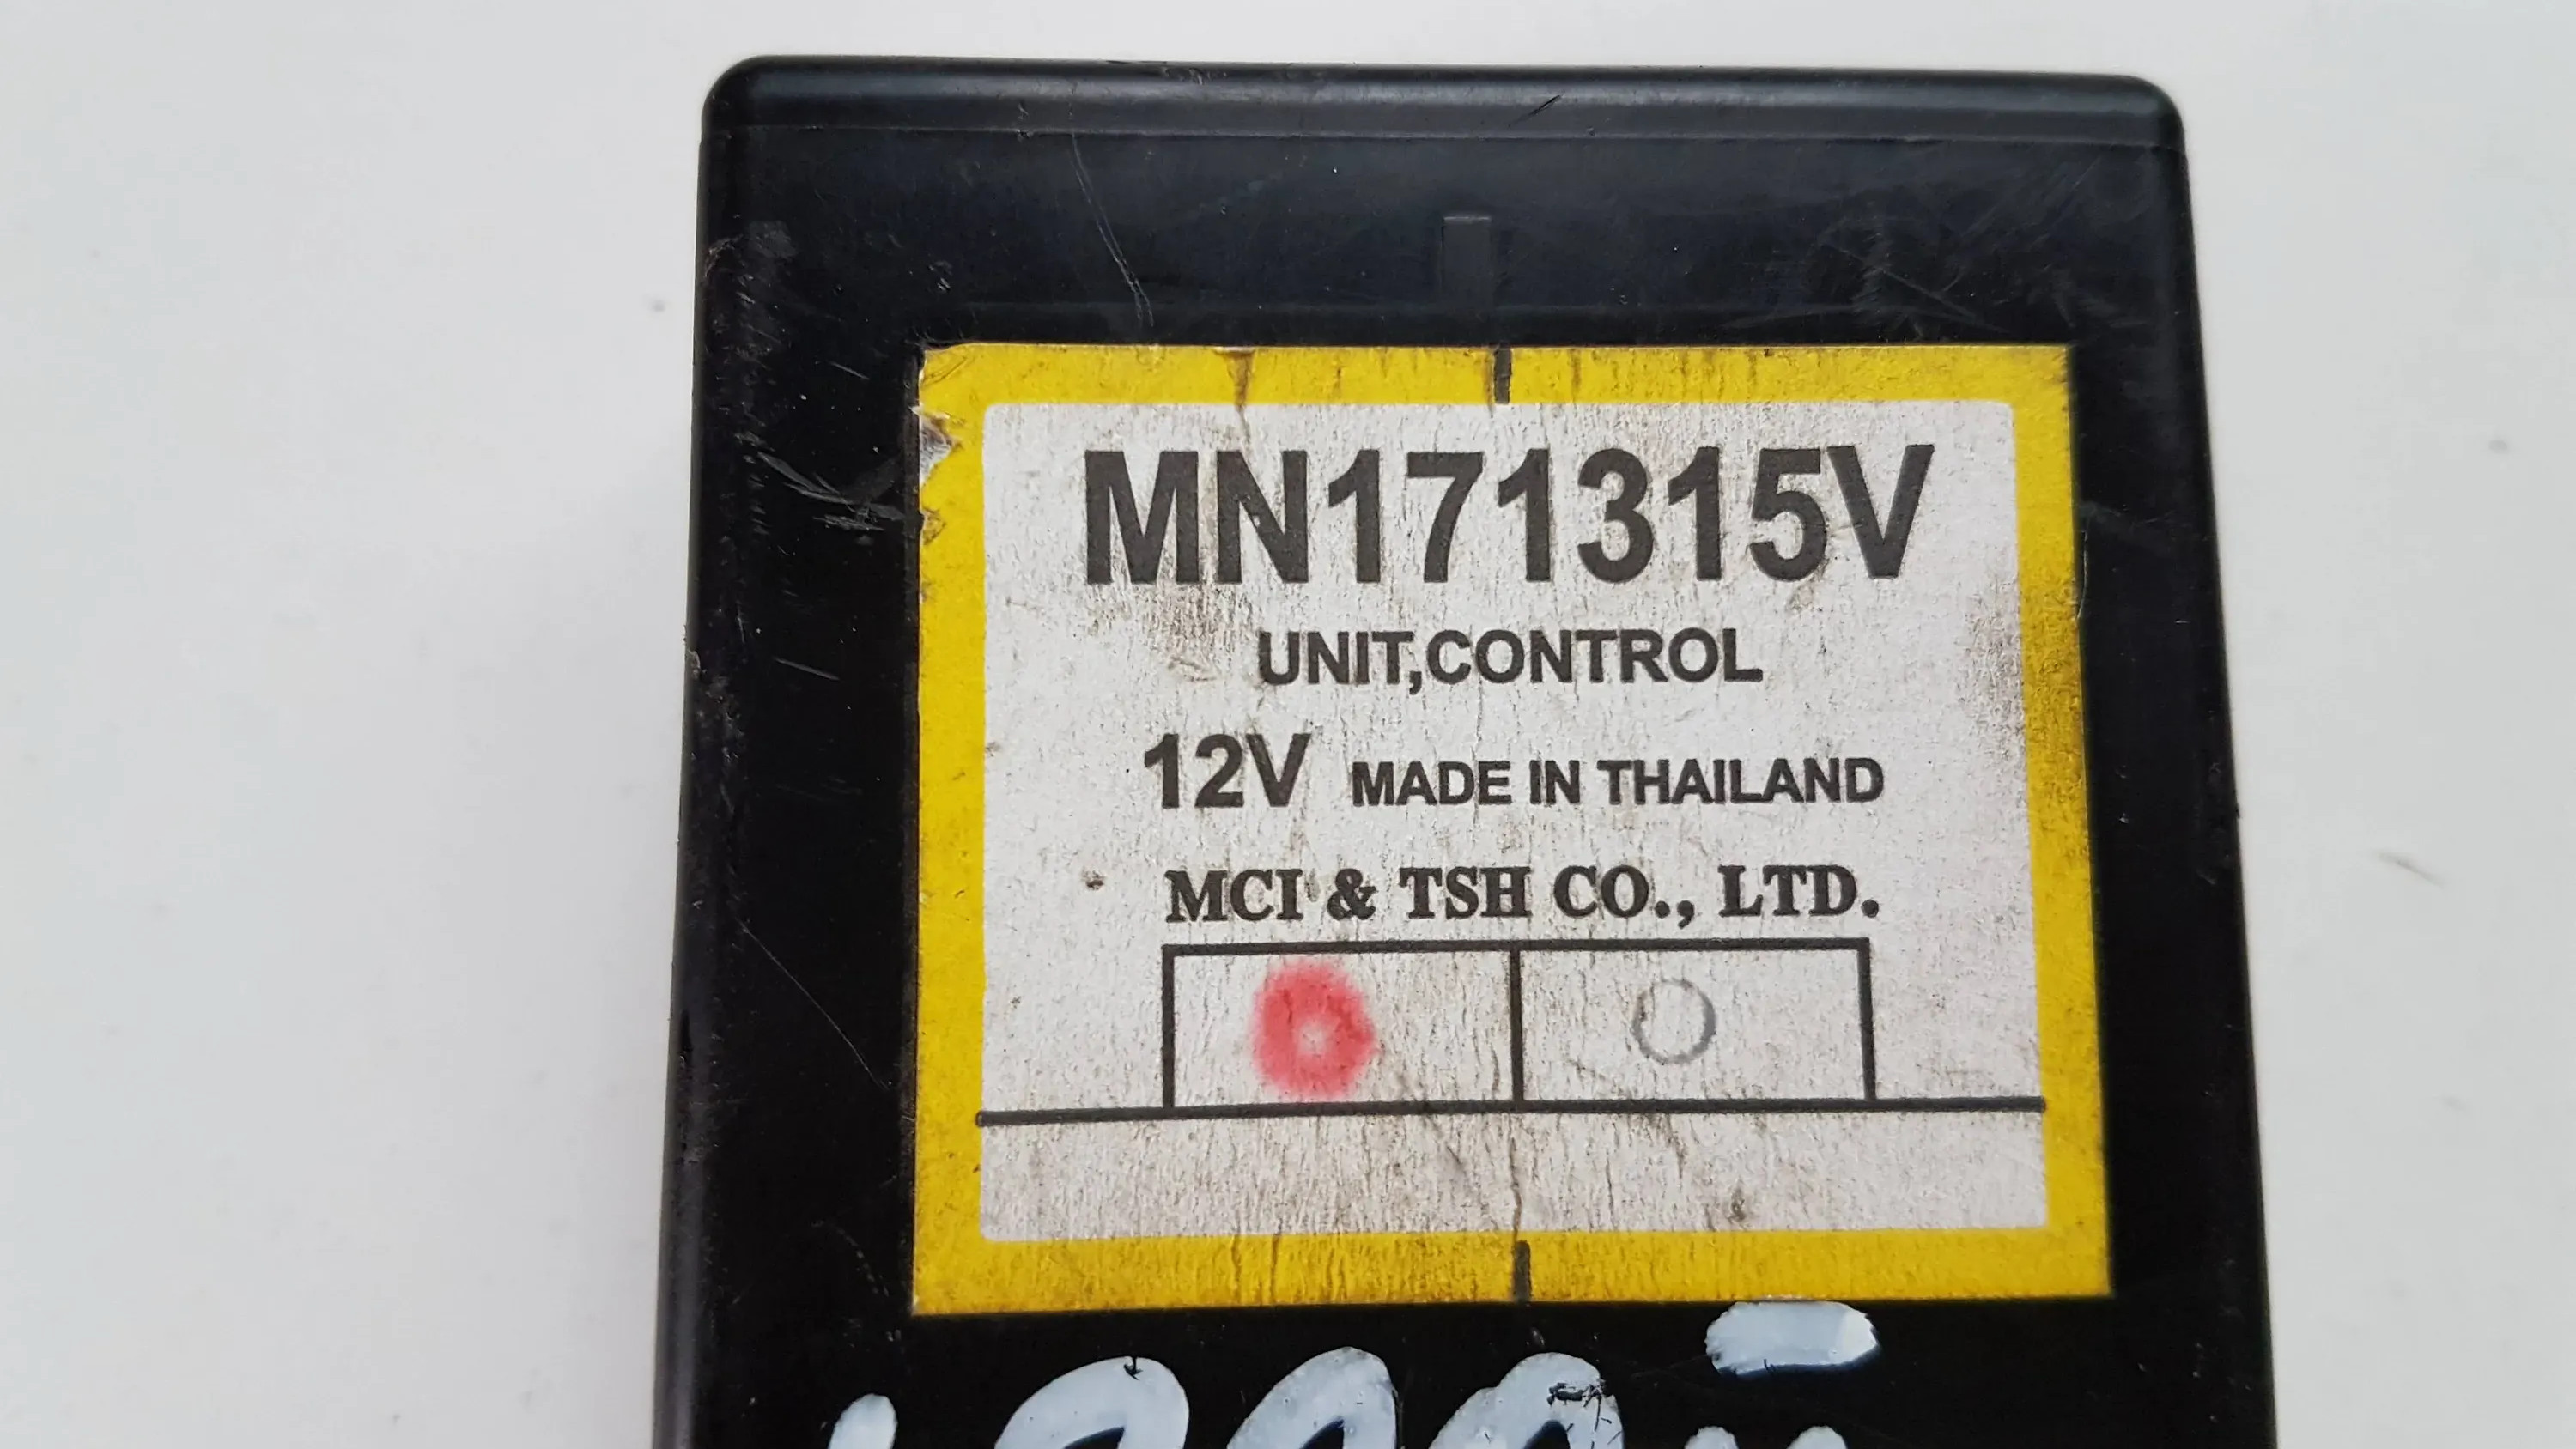 MN171315V
UNIT,CONTROL
12V MADE IN THAILAND
MCI & TSH CO., LTD.